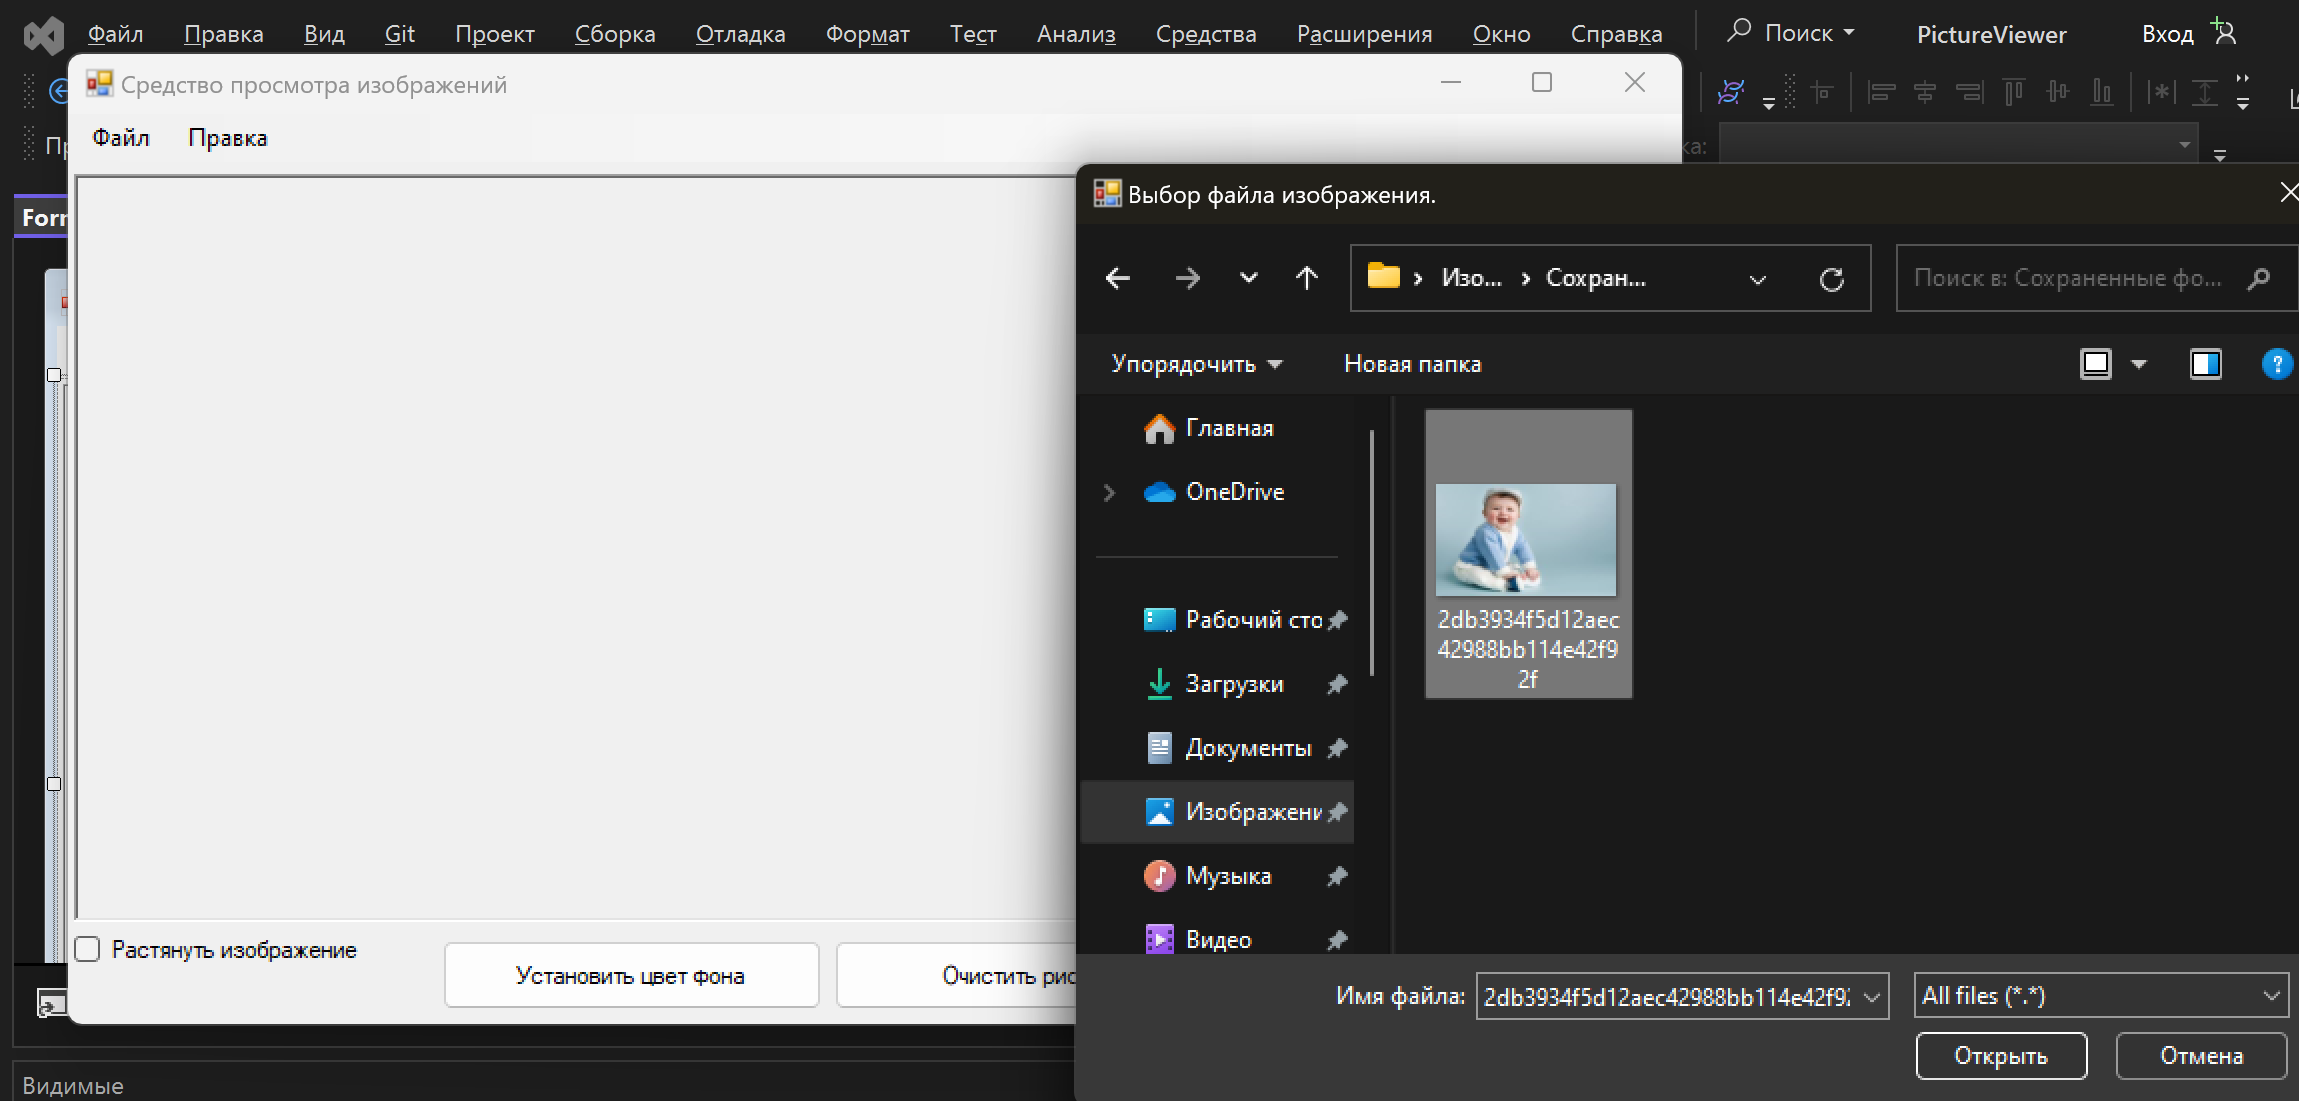 Файл Правка Вид Git Проект Сборка Отладка Формат Тест Анализ Средства Расширения Окно Справка Поиск PictureViewer Вход
Средство просмотра изображений
Файл Правка
Выбор файла изображения.
Изо... Сохран... Поиск в: Сохраненные фо...
Упорядочить Новая папка
Главная
OneDrive
Рабочий сто
Загрузки
Документы
Изображени
Музыка
Видео
2db3934f5d12aec
42988bb114e42f9
2f
Растянуть изображение
Установить цвет фона
Очистить рис
Имя файла: 2db3934f5d12aec42988bb114e42f9 All files (*.*)
Открыть Отмена
Видимые